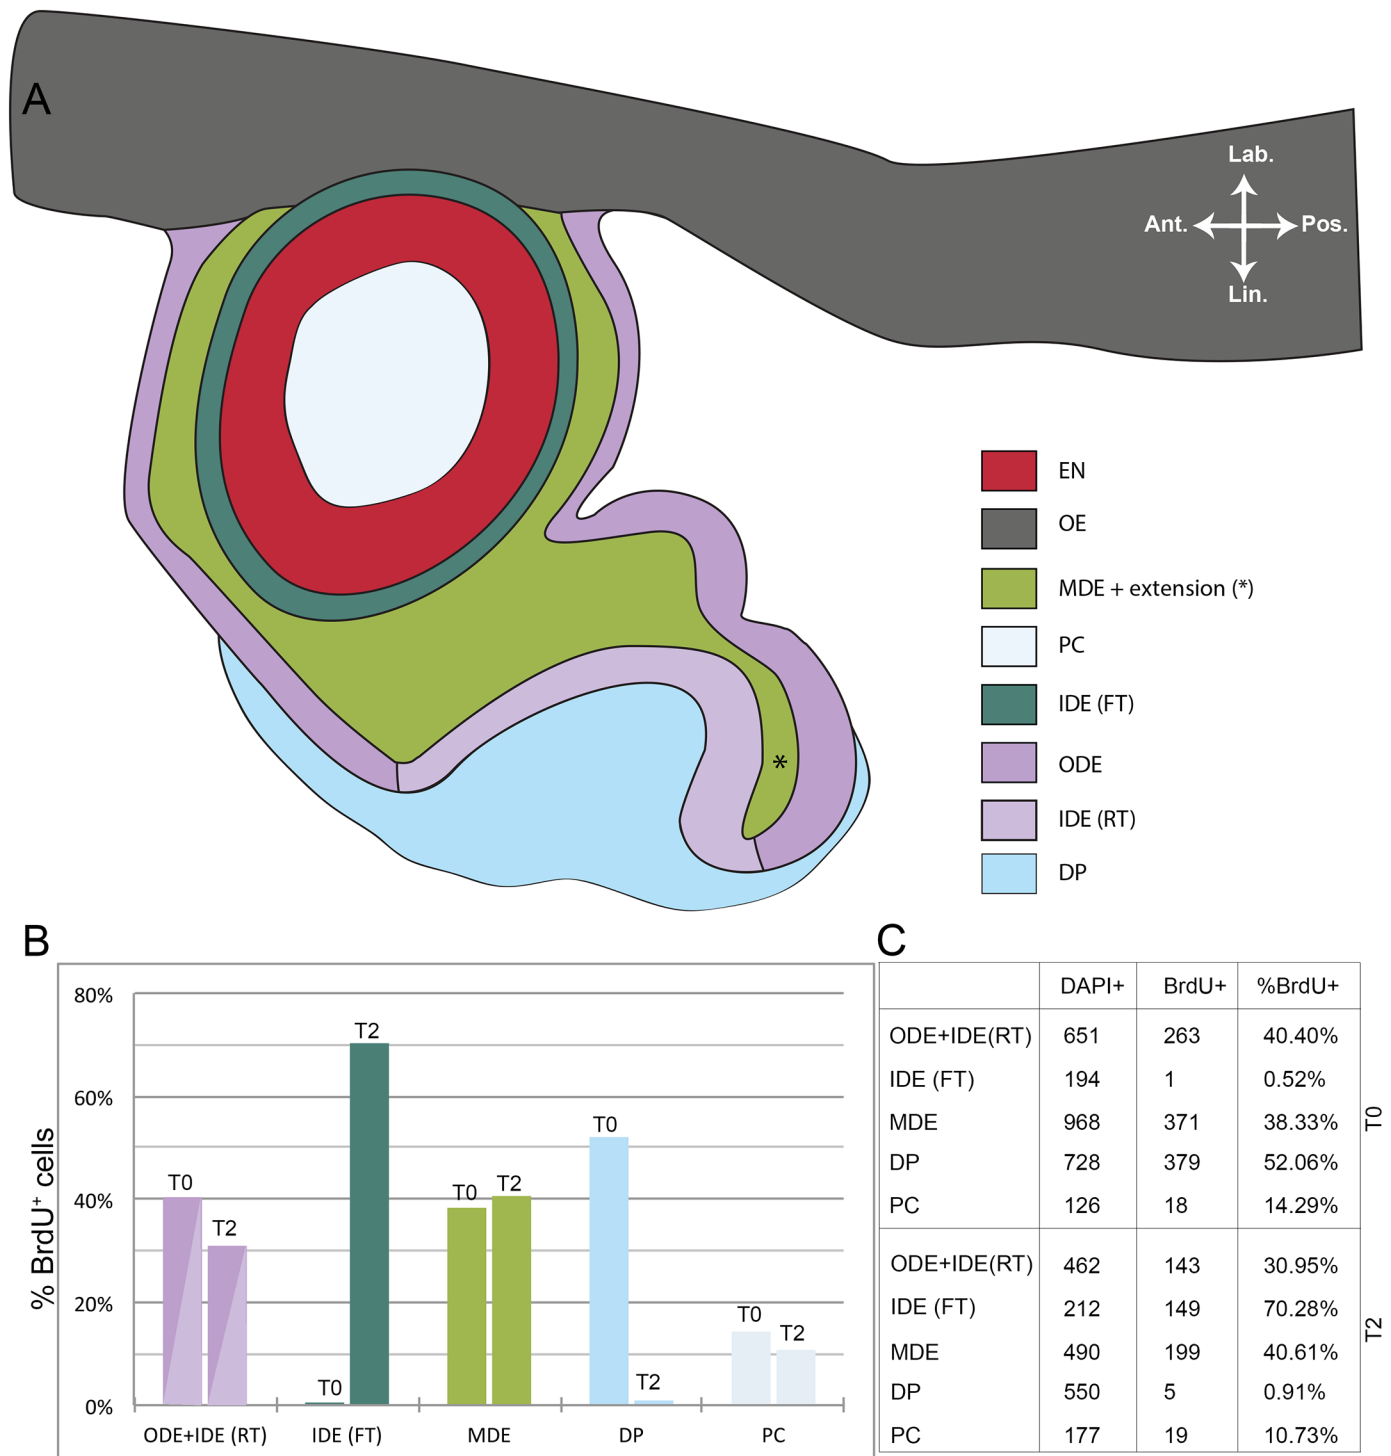 A
Lab.
Ant. Pos.
Lin.
EN
OE
MDE + extension (*)
PC
IDE (FT)
ODE
IDE (RT)
DP
*
B
80%
60%
40%
20%
0%
% BrdU⁺ cells
T0
T2
T0
T2
T0
T2
T0
T2
T0
T2
ODE+IDE (RT) IDE (FT) MDE DP PC
C
DAPI+ BrdU+ %BrdU+
ODE+IDE(RT) 651 263 40.40%
IDE (FT) 194 1 0.52%
MDE 968 371 38.33%
DP 728 379 52.06%
PC 126 18 14.29%
T0
ODE+IDE(RT) 462 143 30.95%
IDE (FT) 212 149 70.28%
MDE 490 199 40.61%
DP 550 5 0.91%
PC 177 19 10.73%
T2